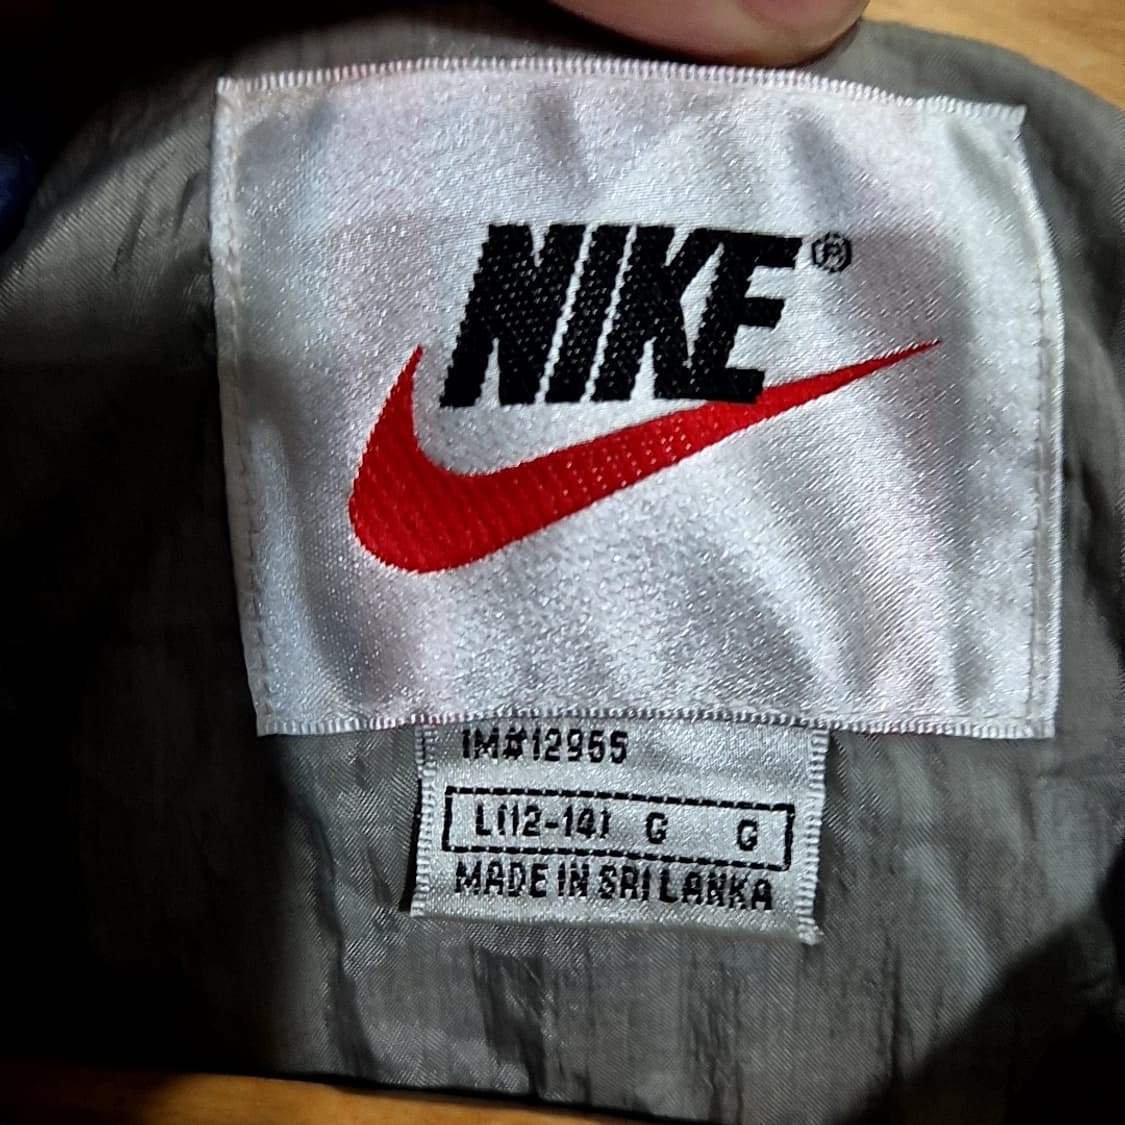 NIKE®
IM#12955
L(12-14) G G
MADE IN SRI LANKA